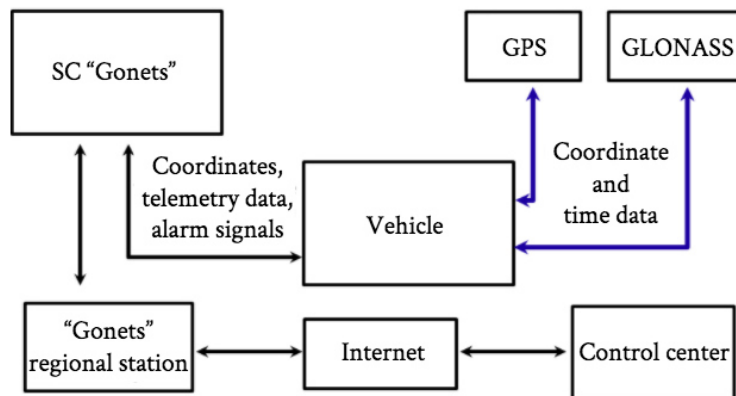 SC “Gonets”
GPS
GLONASS
Coordinates,
telemetry data,
alarm signals
Vehicle
Coordinate
and
time data
“Gonets”
regional station
Internet
Control center